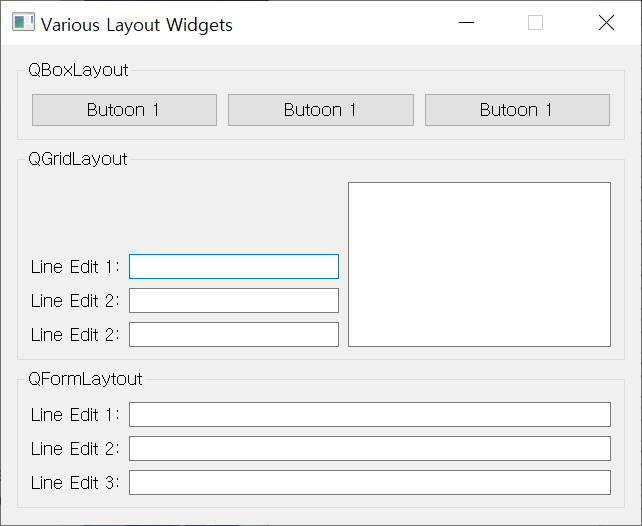 Various Layout Widgets
QBoxLayout
Butoon 1 Butoon 1 Butoon 1
QGridLayout
Line Edit 1:
Line Edit 2:
Line Edit 2:
QFormLaytout
Line Edit 1:
Line Edit 2:
Line Edit 3: